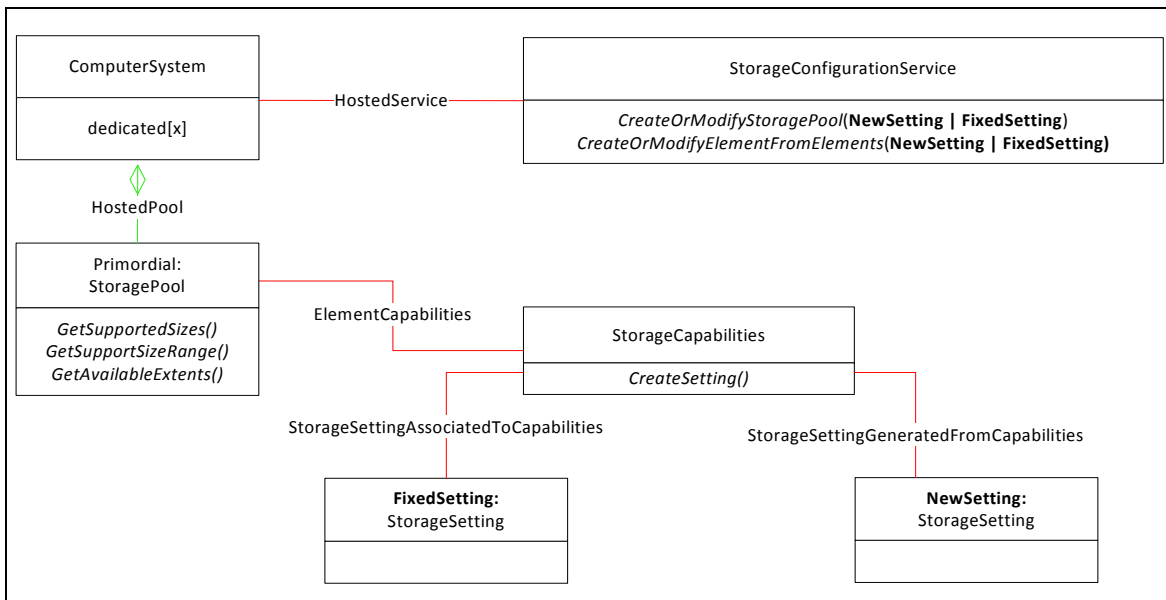 ComputerSystem
dedicated[x]
HostedService
StorageConfigurationService
CreateOrModifyStoragePool(NewSetting | FixedSetting)
CreateOrModifyElementFromElements(NewSetting | FixedSetting)
HostedPool
Primordial:
StoragePool
GetSupportedSizes()
GetSupportSizeRange()
GetAvailableExtents()
ElementCapabilities
StorageCapabilities
CreateSetting()
StorageSettingAssociatedToCapabilities
StorageSettingGeneratedFromCapabilities
FixedSetting:
StorageSetting
NewSetting:
StorageSetting